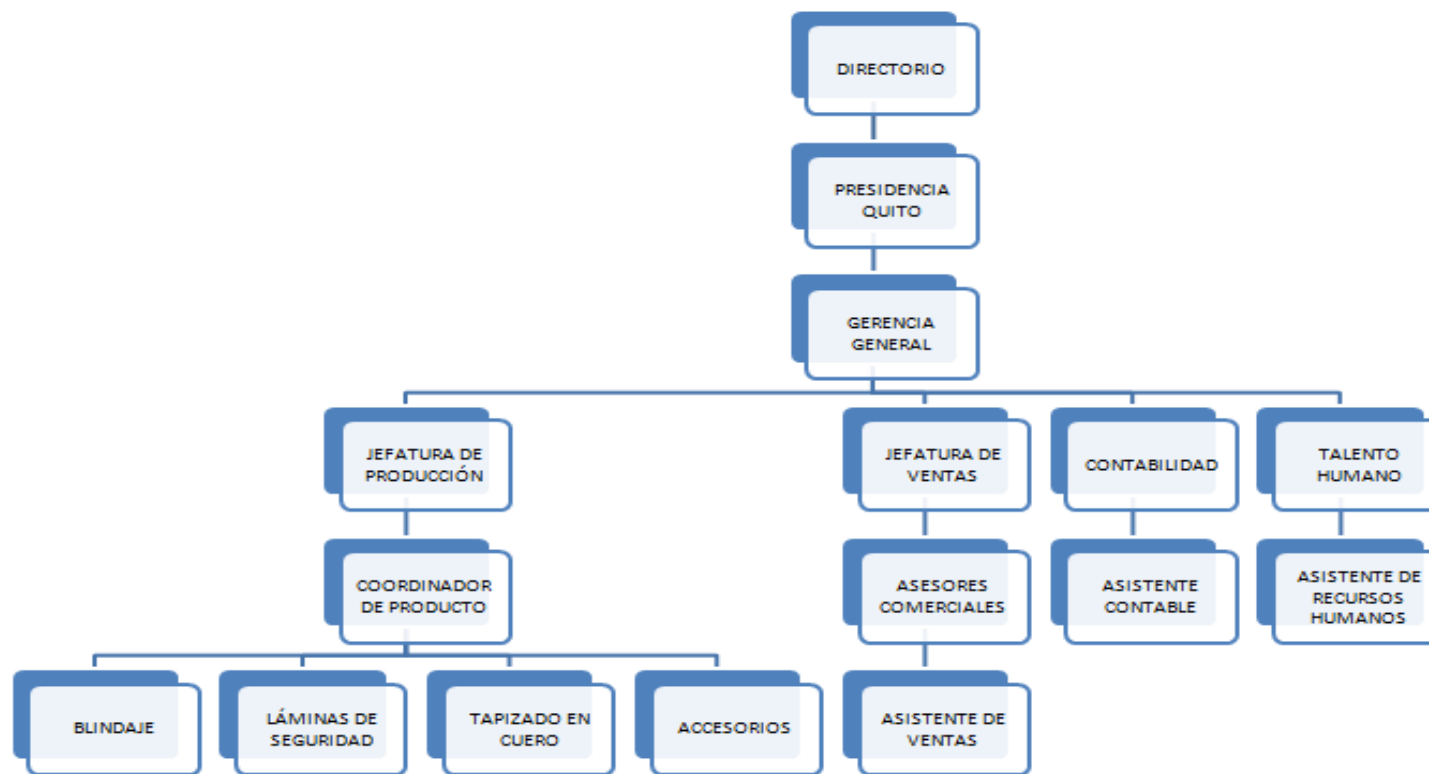 DIRECTORIO
PRESIDENCIA
QUITO
GERENCIA
GENERAL
JEFATURA DE
PRODUCCIÓN
JEFATURA DE
VENTAS
CONTABILIDAD
TALENTO
HUMANO
COORDINADOR
DE PRODUCTO
ASESORES
COMERCIALES
ASISTENTE
CONTABLE
ASISTENTE DE
RECURSOS
HUMANOS
BLINDAJE
LÁMINAS DE
SEGURIDAD
TAPIZADO EN
CUERO
ACCESORIOS
ASISTENTE DE
VENTAS